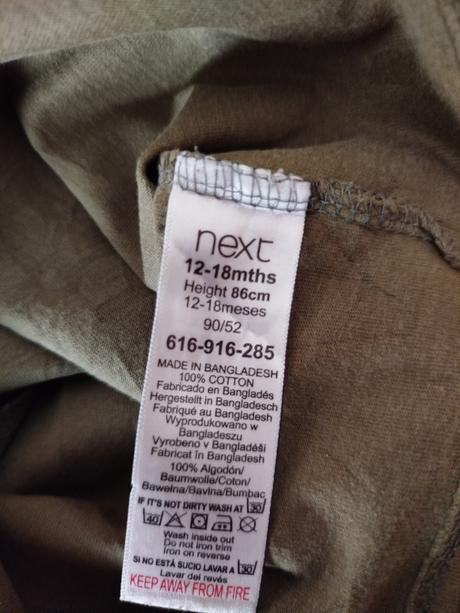 next
12-18mths
Height 86cm
12-18meses
90/52
616-916-285
MADE IN BANGLADESH
100% COTTON
Fabricado en Bangladés
Hergestellt in Bangladesch
Fabriqué au Bangladesh
Wyprodukowano w
Bangladeszu
Vyrobeno v Bangladéši
Fabricat în Bangladesh
100% Algodón/
Baumwolle/Coton/
Bawełna/Bavlna/Bumbac
IF IT'S NOT DIRTY WASH AT 30
40
Wash inside out
Do not iron trim
Iron on reverse
SI NO ESTÁ SUCIO LAVAR A 30
Lavar del revés
KEEP AWAY FROM FIRE